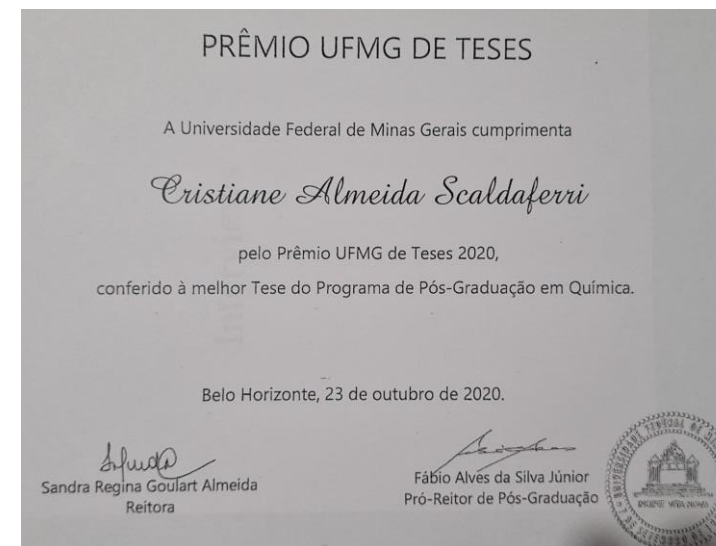 PRÊMIO UFMG DE TESES
A Universidade Federal de Minas Gerais cumprimenta
Cristiane Almeida Scaldaferri
pelo Prêmio UFMG de Teses 2020,
conferido à melhor Tese do Programa de Pós-Graduação em Química.
Belo Horizonte, 23 de outubro de 2020.
Sandra Regina Goulart Almeida
Reitora
Fábio Alves da Silva Júnior
Pró-Reitor de Pós-Graduação